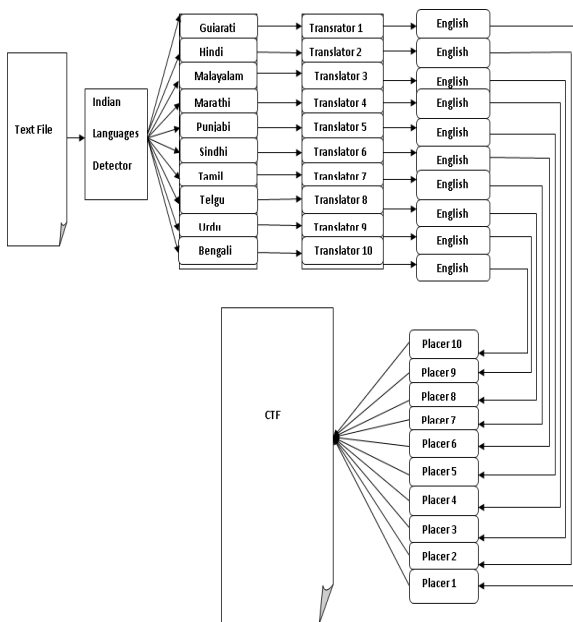 Text File
Indian
Languages
Detector
Gujarati Transrator 1 English
Hindi Translator 2 English
Malayalam Translator 3 English
Marathi Translator 4 English
Punjabi Translator 5 English
Sindhi Translator 6 English
Tamil Translator 7 English
Telgu Translator 8 English
Urdu Translator 9 English
Bengali Translator 10 English
Placer 10
Placer 9
Placer 8
Placer 7
Placer 6
Placer 5
Placer 4
Placer 3
Placer 2
Placer 1
CTF